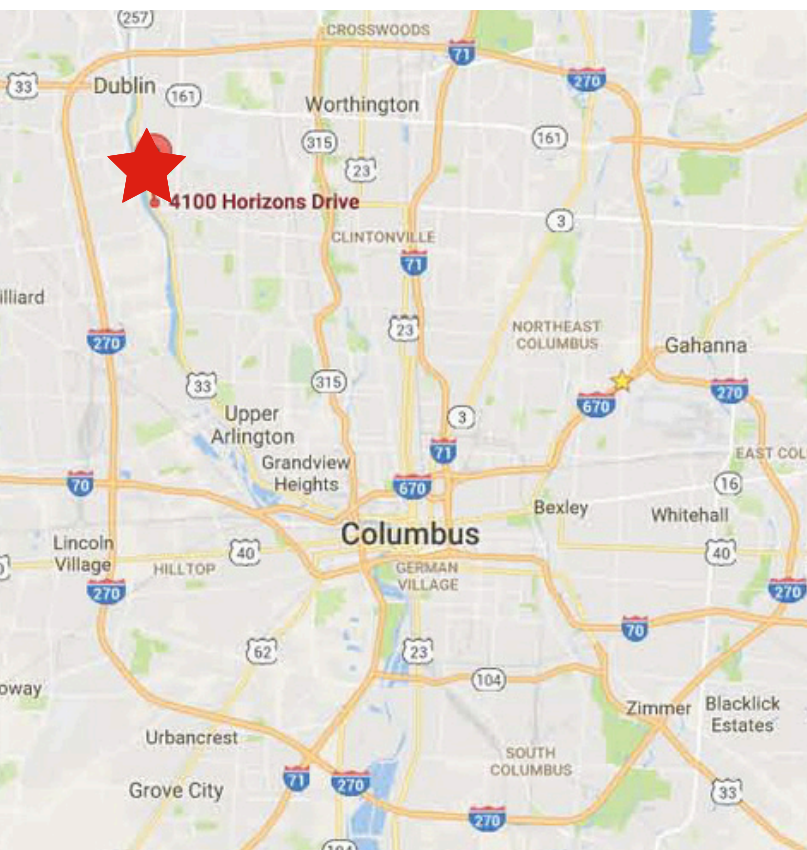 257
CROSSWOODS
71
33
Dublin
270
161
Worthington
161
315
23
4100 Horizons Drive
3
CLINTONVILLE
71
illiard
270
23
NORTHEAST
COLUMBUS
Gahanna
33
315
670
270
Upper
Arlington
3
71
Grandview
Heights
EAST COL
70
670
16
Bexley
Whitehall
Columbus
Lincoln
Village
40
40
HILLTOP
GERMAN
VILLAGE
270
270
70
62
23
104
oway
Zimmer
Blacklick
Estates
Urbancrest
SOUTH
COLUMBUS
71
270
Grove City
33
270
104